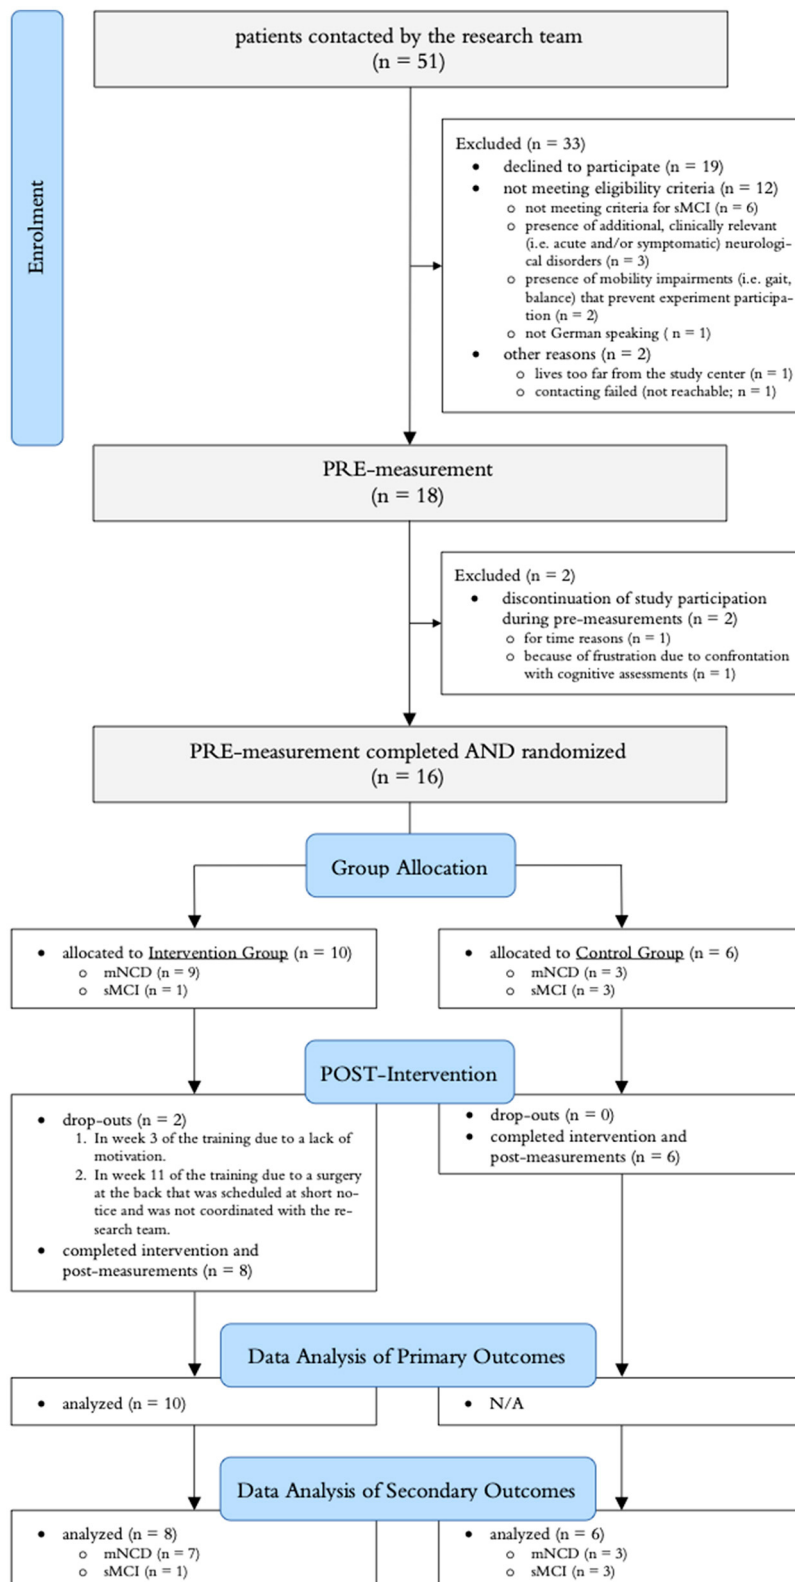 patients contacted by the research team
(n = 51)
Enrolment
Excluded (n = 33)
• declined to participate (n = 19)
• not meeting eligibility criteria (n = 12)
o not meeting criteria for sMCI (n = 6)
o presence of additional, clinically relevant
(i.e. acute and/or symptomatic) neurologi-
cal disorders (n = 3)
o presence of mobility impairments (i.e. gait,
balance) that prevent experiment participa-
tion (n = 2)
o not German speaking ( n = 1)
• other reasons (n = 2)
o lives too far from the study center (n = 1)
o contacting failed (not reachable; n = 1)
PRE-measurement
(n = 18)
Excluded (n = 2)
• discontinuation of study participation
during pre-measurements (n = 2)
o for time reasons (n = 1)
o because of frustration due to confrontation
with cognitive assessments (n = 1)
PRE-measurement completed AND randomized
(n = 16)
Group Allocation
• allocated to Intervention Group (n = 10)
o mNCD (n = 9)
o sMCI (n = 1)
• allocated to Control Group (n = 6)
o mNCD (n = 3)
o sMCI (n = 3)
POST-Intervention
• drop-outs (n = 2)
1. In week 3 of the training due to a lack of
motivation.
2. In week 11 of the training due to a surgery
at the back that was scheduled at short no-
tice and was not coordinated with the re-
search team.
• completed intervention and
post-measurements (n = 8)
• drop-outs (n = 0)
• completed intervention and
post-measurements (n = 6)
Data Analysis of Primary Outcomes
• analyzed (n = 10)
• N/A
Data Analysis of Secondary Outcomes
• analyzed (n = 8)
o mNCD (n = 7)
o sMCI (n = 1)
• analyzed (n = 6)
o mNCD (n = 3)
o sMCI (n = 3)